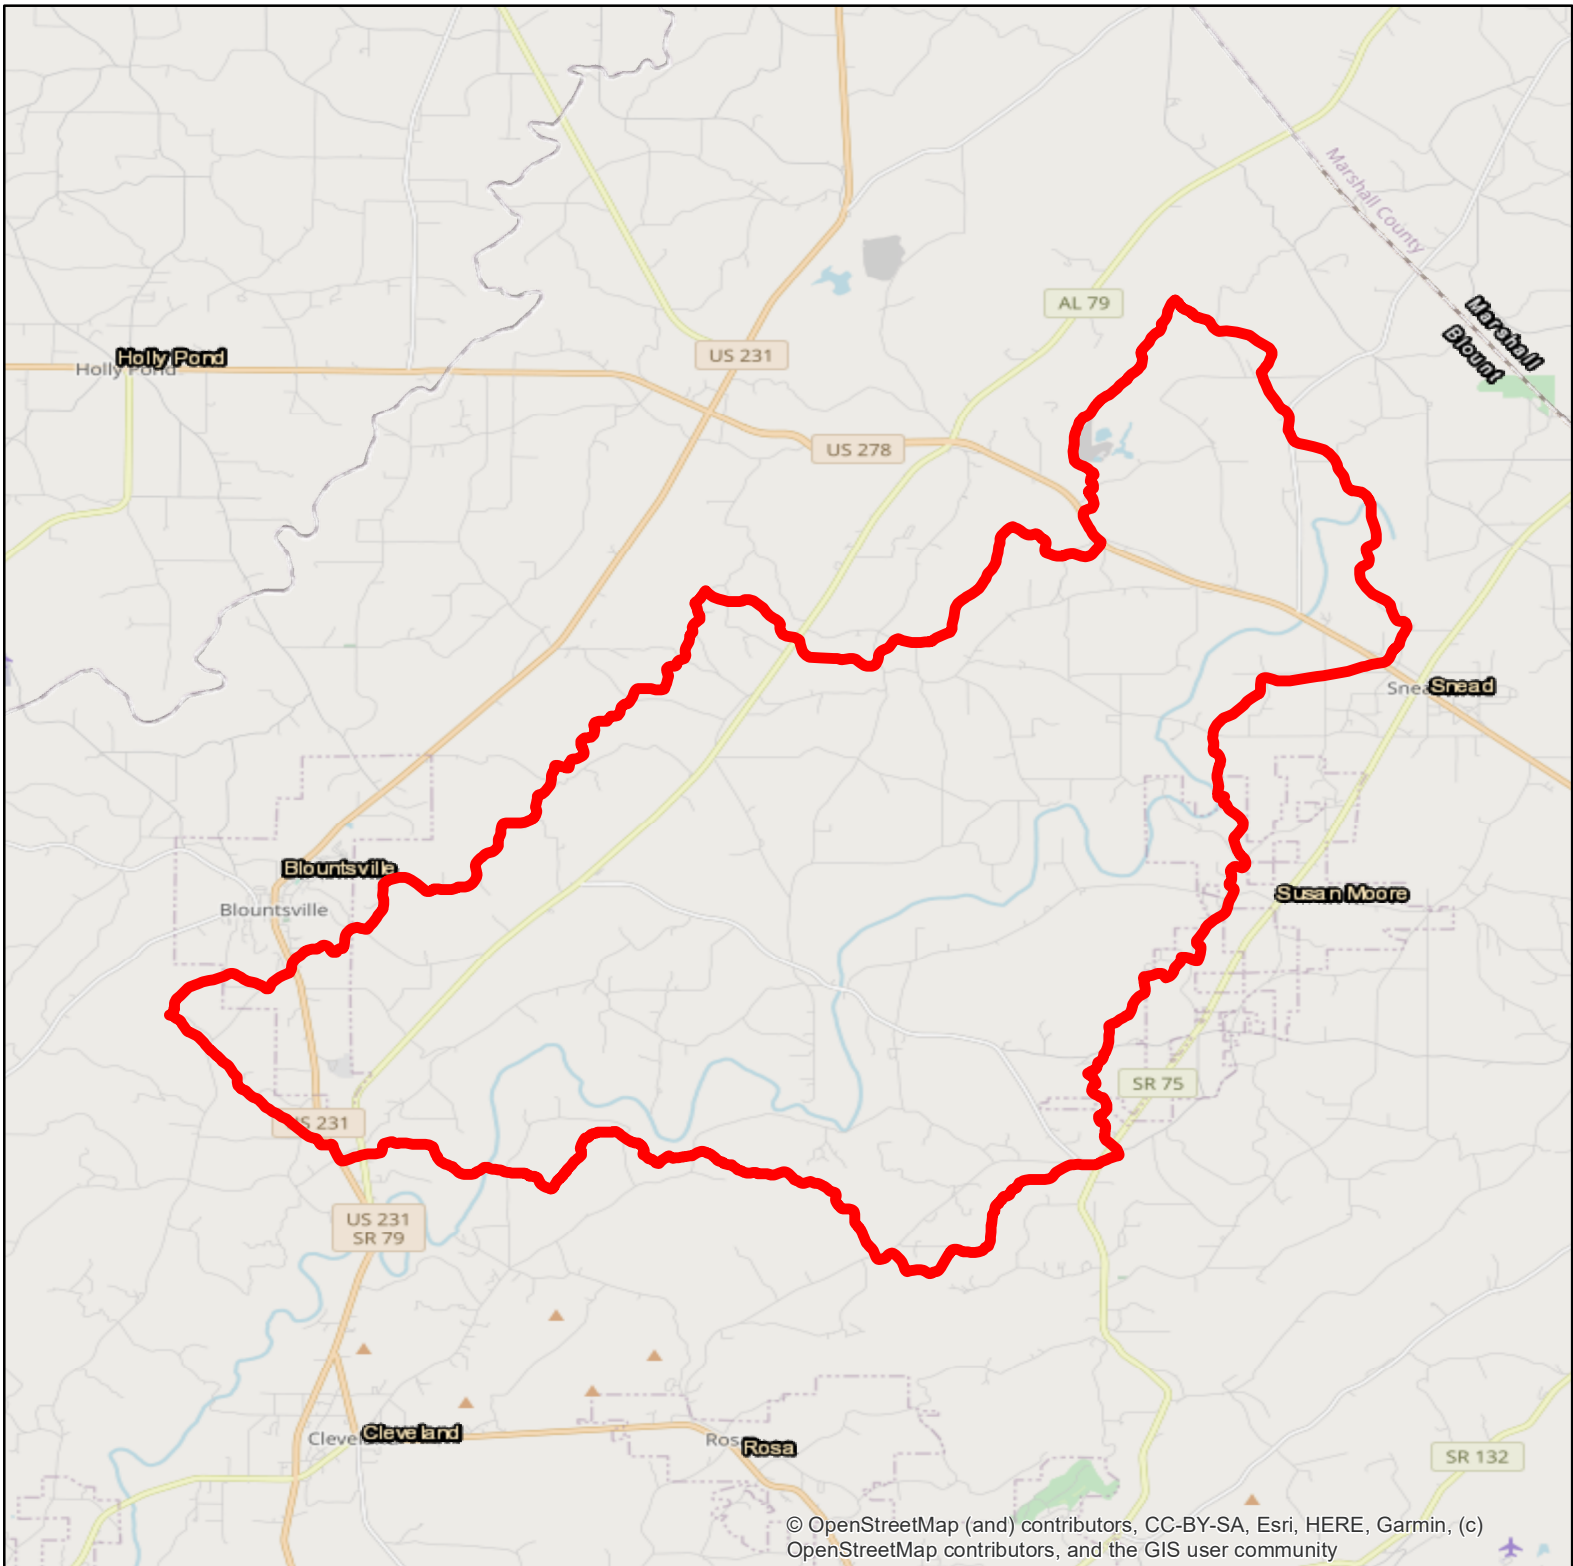 Marshall County
AL 79
Marshall
Blount
US 231
Holly Pond
Holly Pond
US 278
Snead
Snead
Blountsville
Blountsville
Susan Moore
SR 75
US 231
US 231
SR 79
Cleveland
Cleveland
Rosa
Rosa
SR 132
© OpenStreetMap (and) contributors, CC-BY-SA, Esri, HERE, Garmin, (c)
OpenStreetMap contributors, and the GIS user community